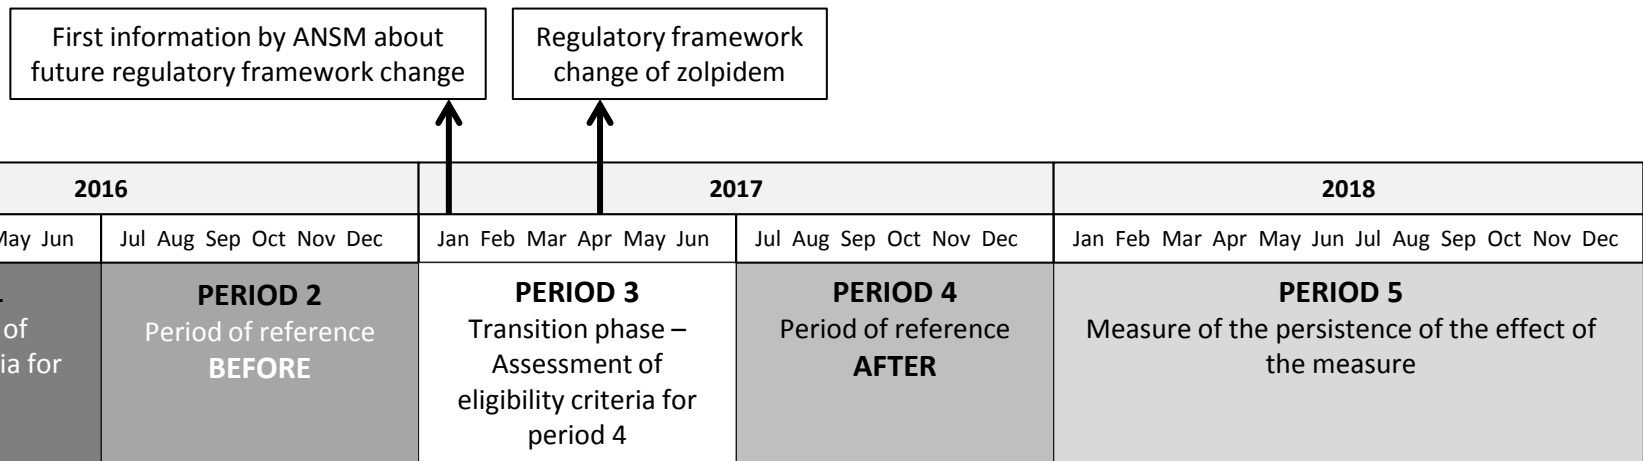 First information by ANSM about
future regulatory framework change
Regulatory framework
change of zolpidem
2016
2017
2018
May Jun
Jul Aug Sep Oct Nov Dec
Jan Feb Mar Apr May Jun
Jul Aug Sep Oct Nov Dec
Jan Feb Mar Apr May Jun Jul Aug Sep Oct Nov Dec
of
ia for
PERIOD 2
Period of reference
BEFORE
PERIOD 3
Transition phase –
Assessment of
eligibility criteria for
period 4
PERIOD 4
Period of reference
AFTER
PERIOD 5
Measure of the persistence of the effect of
the measure